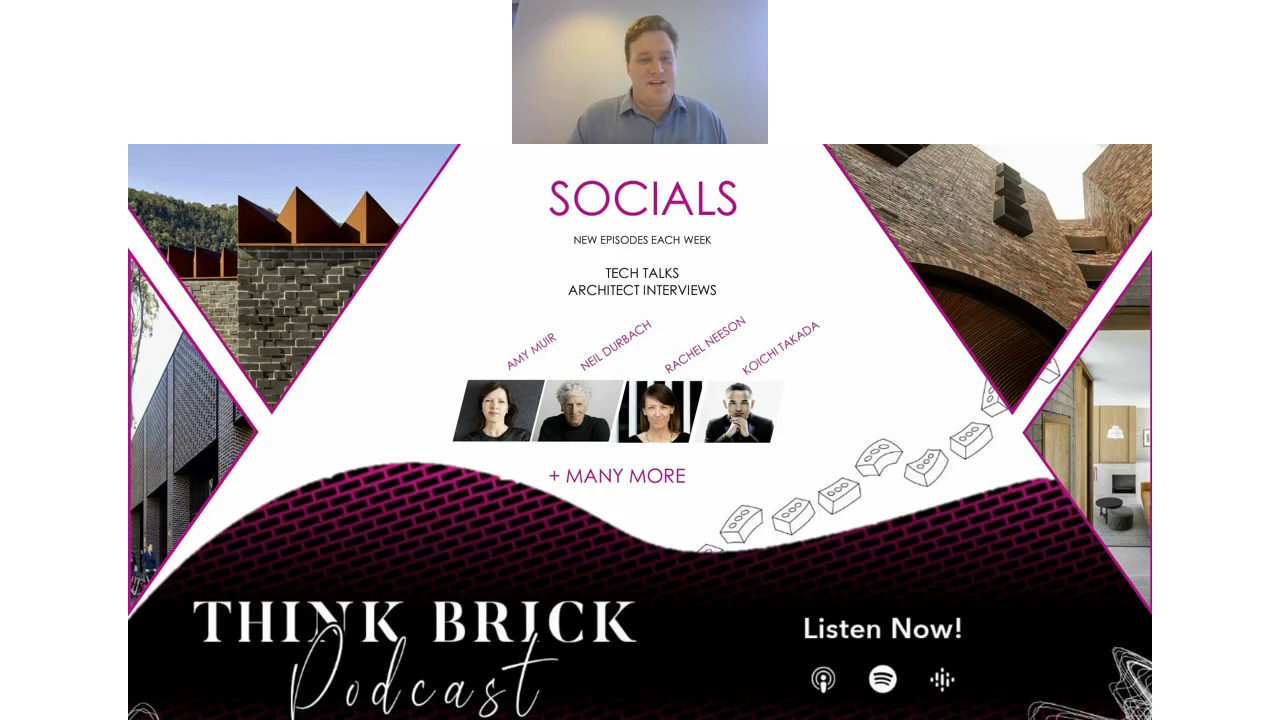 SOCIALS
NEW EPISODES EACH WEEK
TECH TALKS
ARCHITECT INTERVIEWS
AMY MUIR
NEIL DURBACH
RACHEL NEESON
KOICHI TAKADA
+ MANY MORE
THINK BRICK
Podcast
Listen Now!